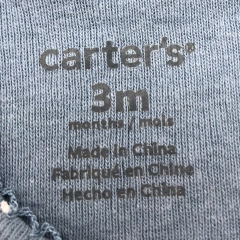 carter's®
3m
months / mois
Made in China
Fabriqué en Chine
Hecho en China